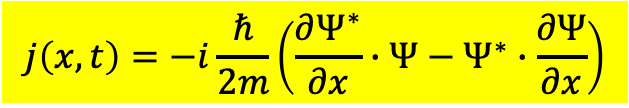 j(x, t) = −i ħ/2m (∂Ψ*/∂x · Ψ − Ψ* · ∂Ψ/∂x)